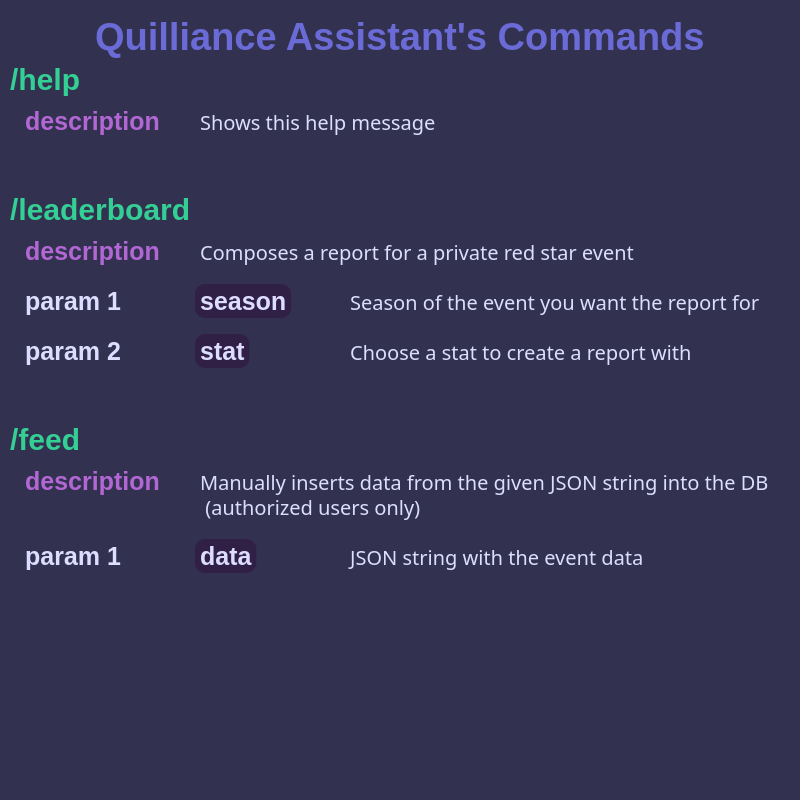 Quilliance Assistant's Commands
/help
description Shows this help message
/leaderboard
description Composes a report for a private red star event
param 1 season Season of the event you want the report for
param 2 stat Choose a stat to create a report with
/feed
description Manually inserts data from the given JSON string into the DB
(authorized users only)
param 1 data JSON string with the event data